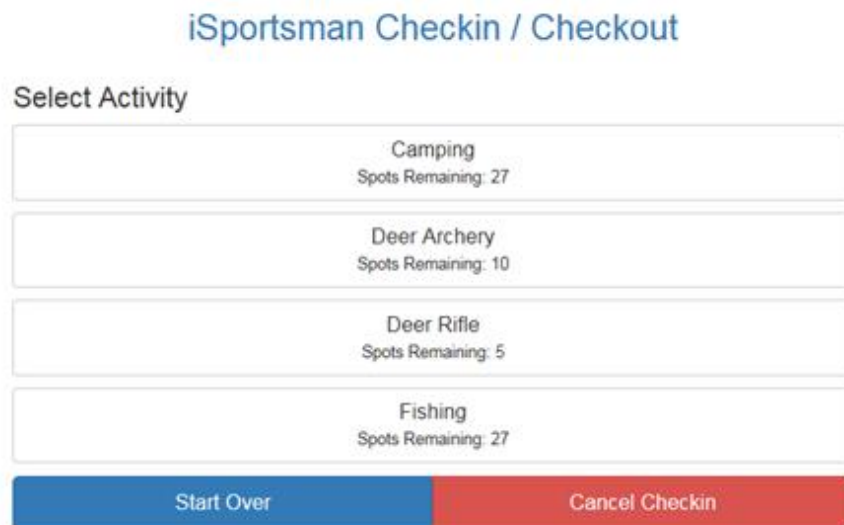 iSportsman Checkin / Checkout
Select Activity
Camping
Spots Remaining: 27
Deer Archery
Spots Remaining: 10
Deer Rifle
Spots Remaining: 5
Fishing
Spots Remaining: 27
Start Over
Cancel Checkin